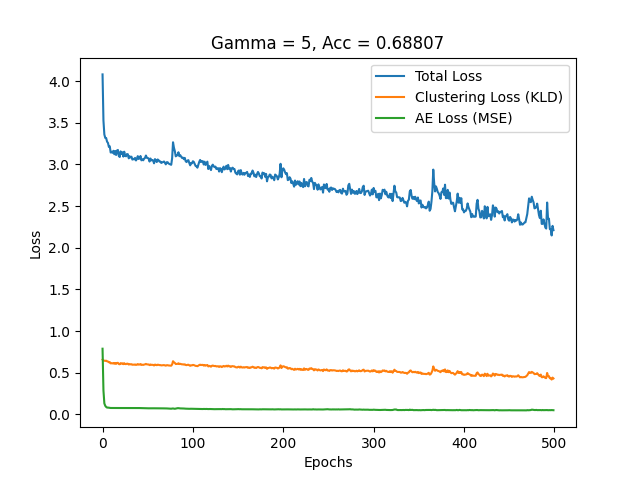 Gamma = 5, Acc = 0.68807
Total Loss
Clustering Loss (KLD)
AE Loss (MSE)
4.0
3.5
3.0
2.5
2.0
1.5
1.0
0.5
0.0
Loss
0 100 200 300 400 500
Epochs